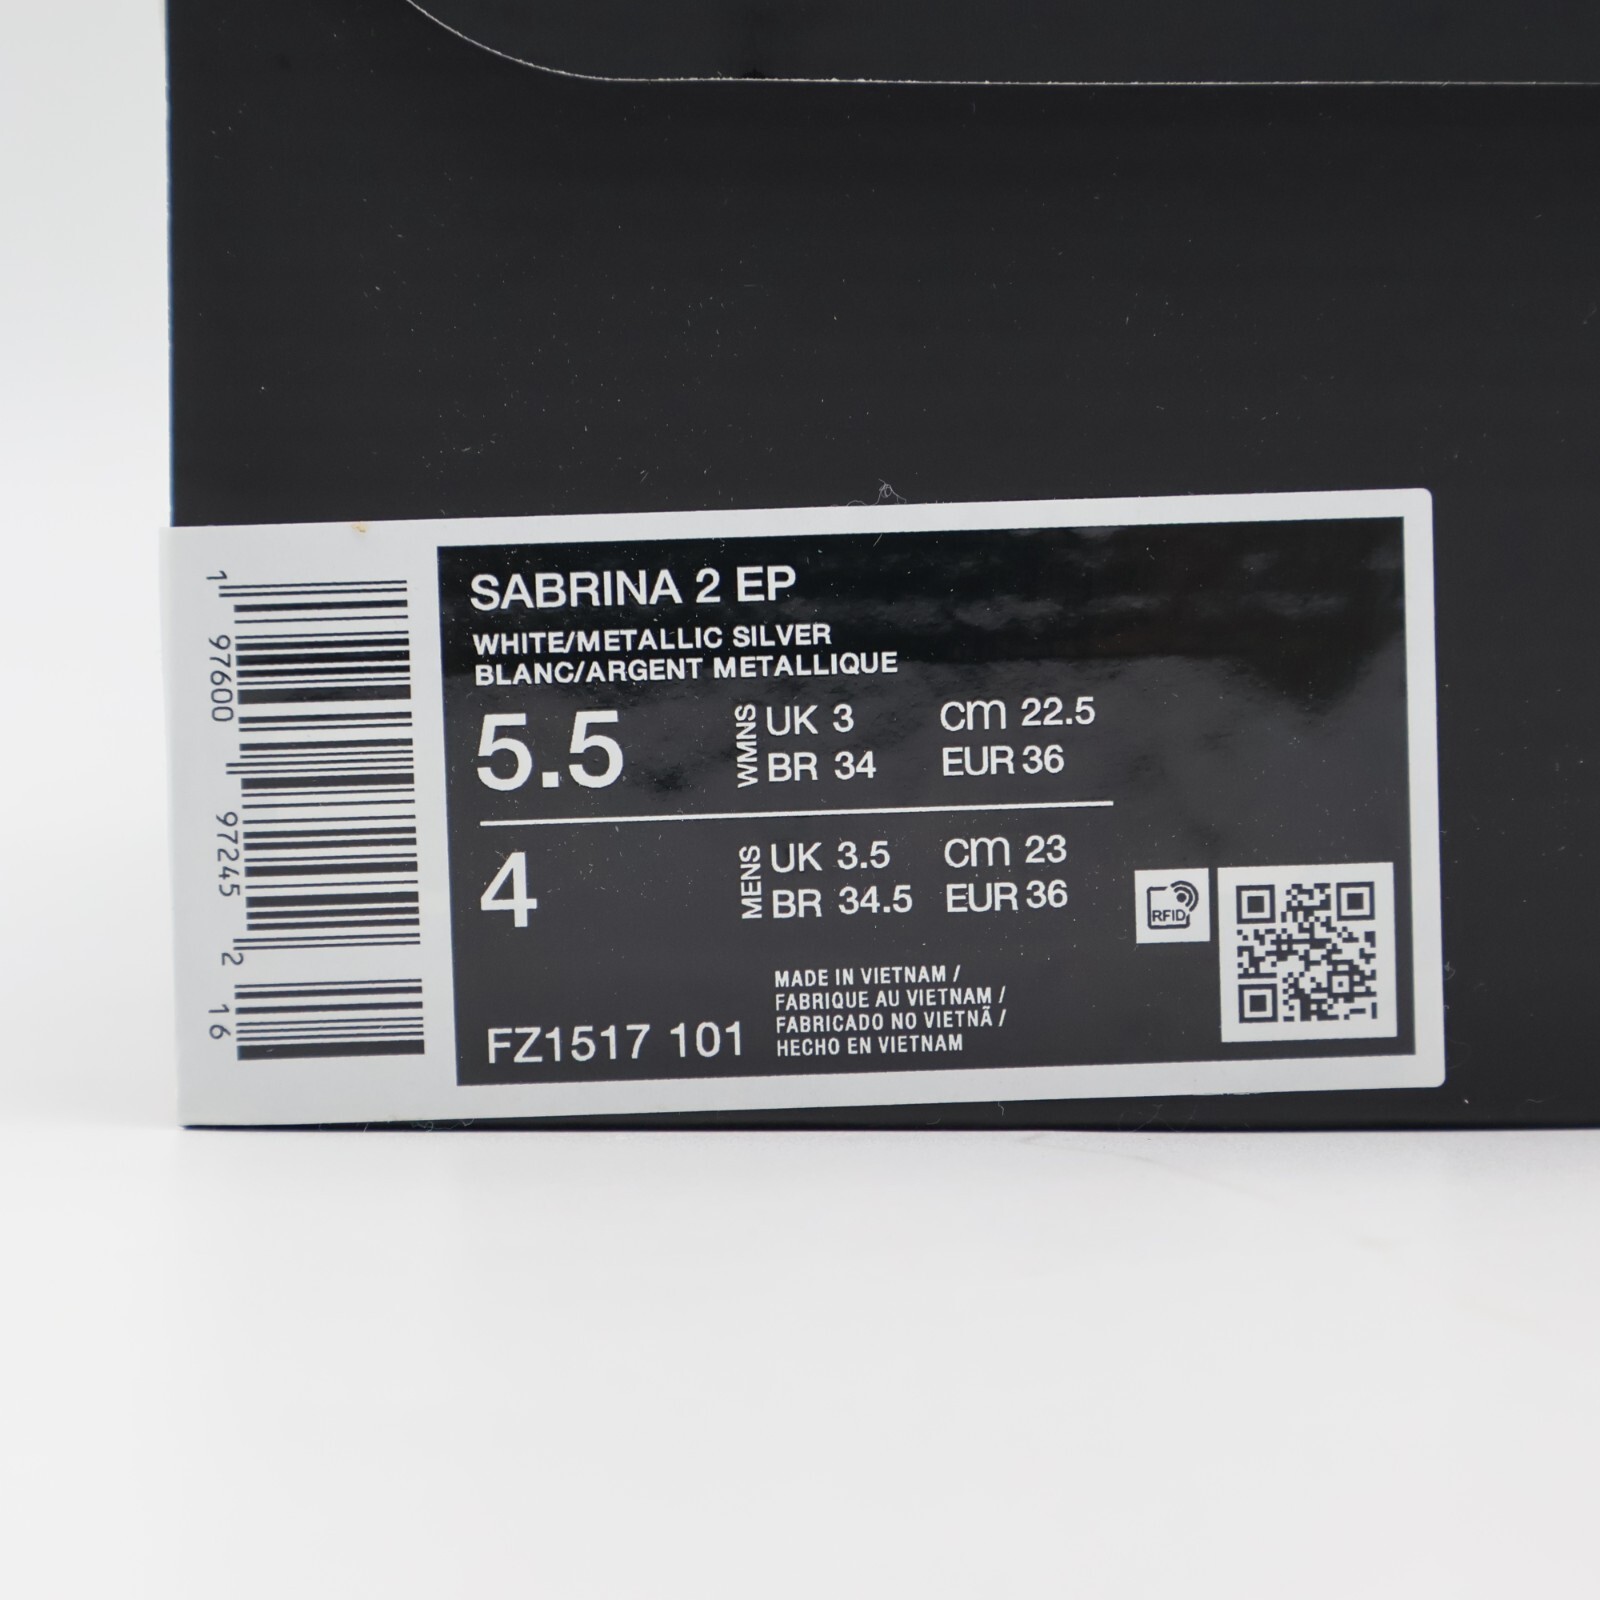 SABRINA 2 EP
WHITE/METALLIC SILVER
BLANC/ARGENT METALLIQUE
5.5 WMNS UK 3 cm 22.5
BR 34 EUR 36
4 MENS UK 3.5 cm 23
BR 34.5 EUR 36
FZ1517 101
MADE IN VIETNAM /
FABRIQUE AU VIETNAM /
FABRICADO NO VIETNÃ /
HECHO EN VIETNAM
RFID
1 97600 97245 2 16